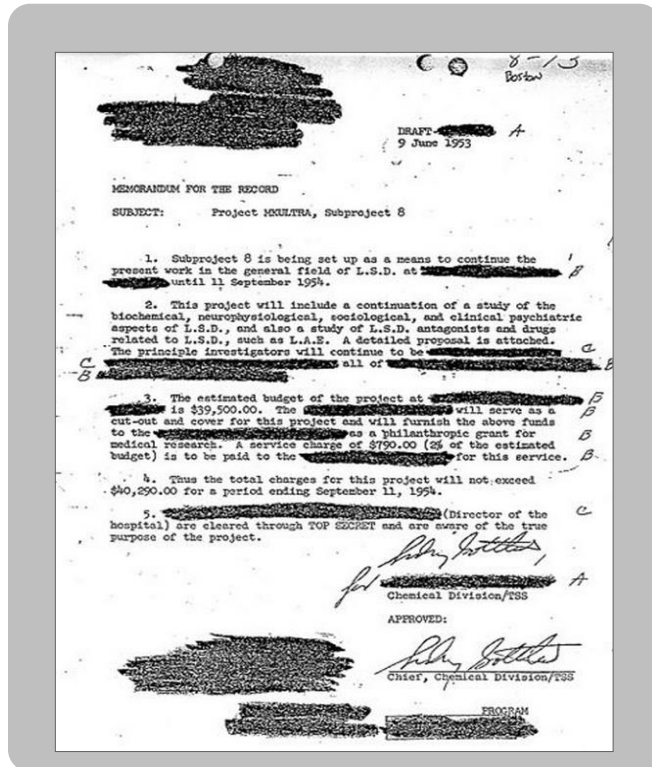 8-13
Boston
DRAFT- A
9 June 1953
MEMORANDUM FOR THE RECORD
SUBJECT: Project MKULTRA, Subproject 8
1. Subproject 8 is being set up as a means to continue the
present work in the general field of L.S.D. at B
until 11 September 1954.
2. This project will include a continuation of a study of the
biochemical, neurophysiological, sociological, and clinical psychiatric
aspects of L.S.D., and also a study of L.S.D. antagonists and drugs
related to L.S.D., such as L.A.E. A detailed proposal is attached.
The principle investigators will continue to be C
C all of B
B
3. The estimated budget of the project at B
is $39,500.00. The will serve as a B
cut-out and cover for this project and will furnish the above funds
to the as a philanthropic grant for B
medical research. A service charge of $790.00 (2% of the estimated
budget) is to be paid to the for this service. B
4. Thus the total charges for this project will not exceed
$40,290.00 for a period ending September 11, 1954.
5. (Director of the C
hospital) are cleared through TOP SECRET and are aware of the true
purpose of the project.
Sidney Gottlieb,
for A
Chemical Division/TSS
APPROVED:
Sidney Gottlieb
Chief, Chemical Division/TSS
PROGRAM